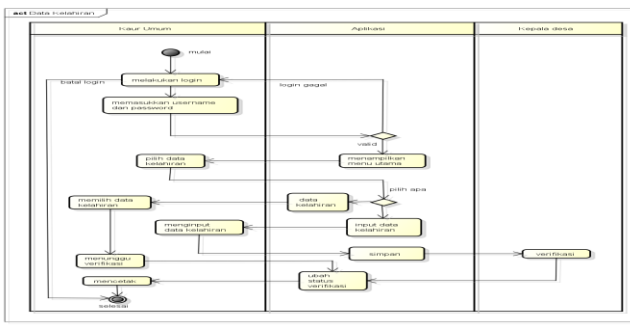 act Data Kelahiran
Kaur Umum
Aplikasi
Kepala desa
mulai
batal login
melakukan login
login gagal
memasukkan username
dan password
valid
pilih data
kelahiran
menampilkan
menu utama
pilih apa
memilih data
kelahiran
data
kelahiran
menginput
data kelahiran
input data
kelahiran
simpan
verifikasi
menunggu
verifikasi
mencetak
ubah
status
verifikasi
selesai